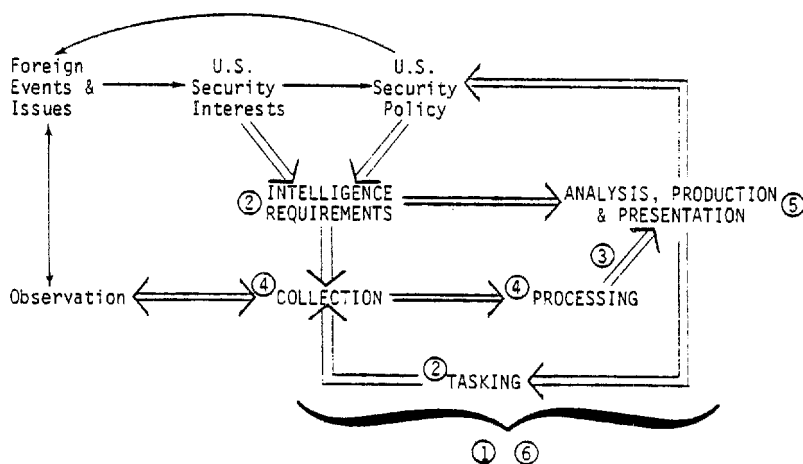 Foreign
Events &
Issues
U.S.
Security
Interests
U.S.
Security
Policy
② INTELLIGENCE
REQUIREMENTS
ANALYSIS, PRODUCTION
& PRESENTATION ⑤
③
Observation
④ COLLECTION
④ PROCESSING
② TASKING
① ⑥